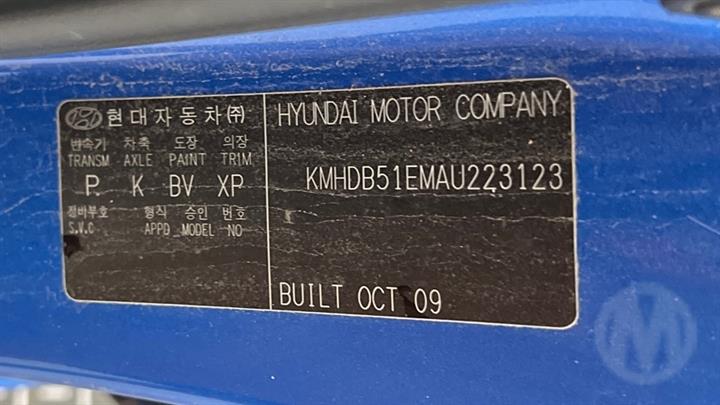 현대자동차㈜
변속기 차축 도장 의장
TRANSM AXLE PAINT TRIM
P K BV XP
정비부호 형식 승인 번호
S.V.C APPD MODEL NO
HYUNDAI MOTOR COMPANY
KMHDB51EMAU223123
BUILT OCT 09
M